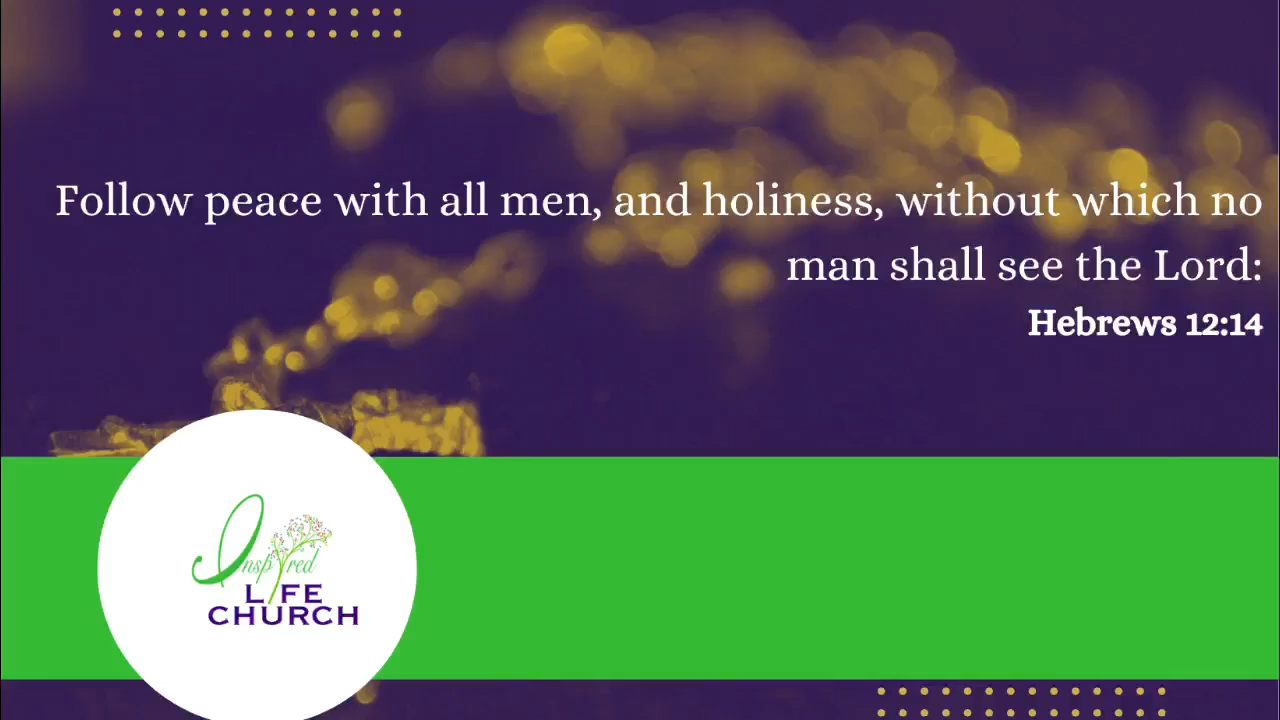 Follow peace with all men, and holiness, without which no
man shall see the Lord:
Hebrews 12:14
Inspyred
LIFE
CHURCH